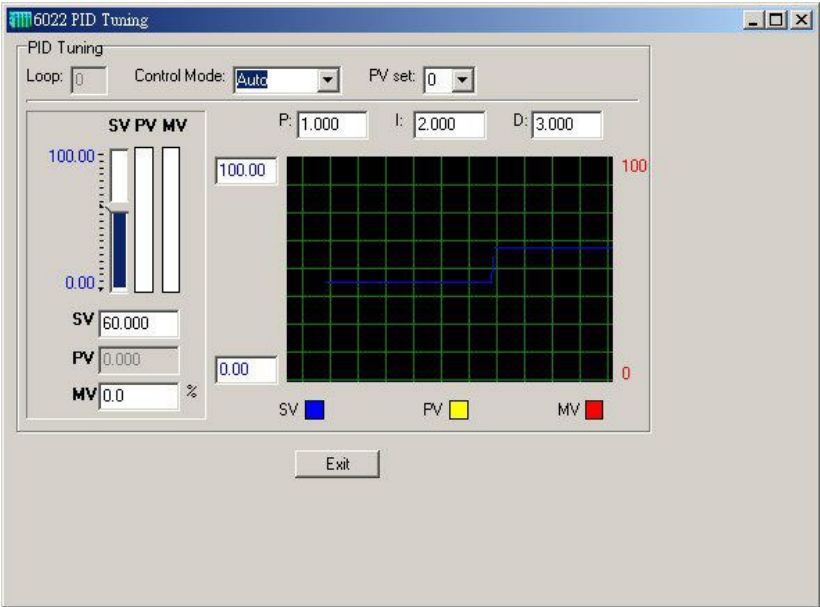 6022 PID Tuning
PID Tuning
Loop: 0 Control Mode: Auto PV set: 0
SV PV MV P: 1.000 I: 2.000 D: 3.000
100.00 100.00 100
0.00 0.00 0
SV 60.000
PV 0.000
MV 0.0 %
SV PV MV
Exit